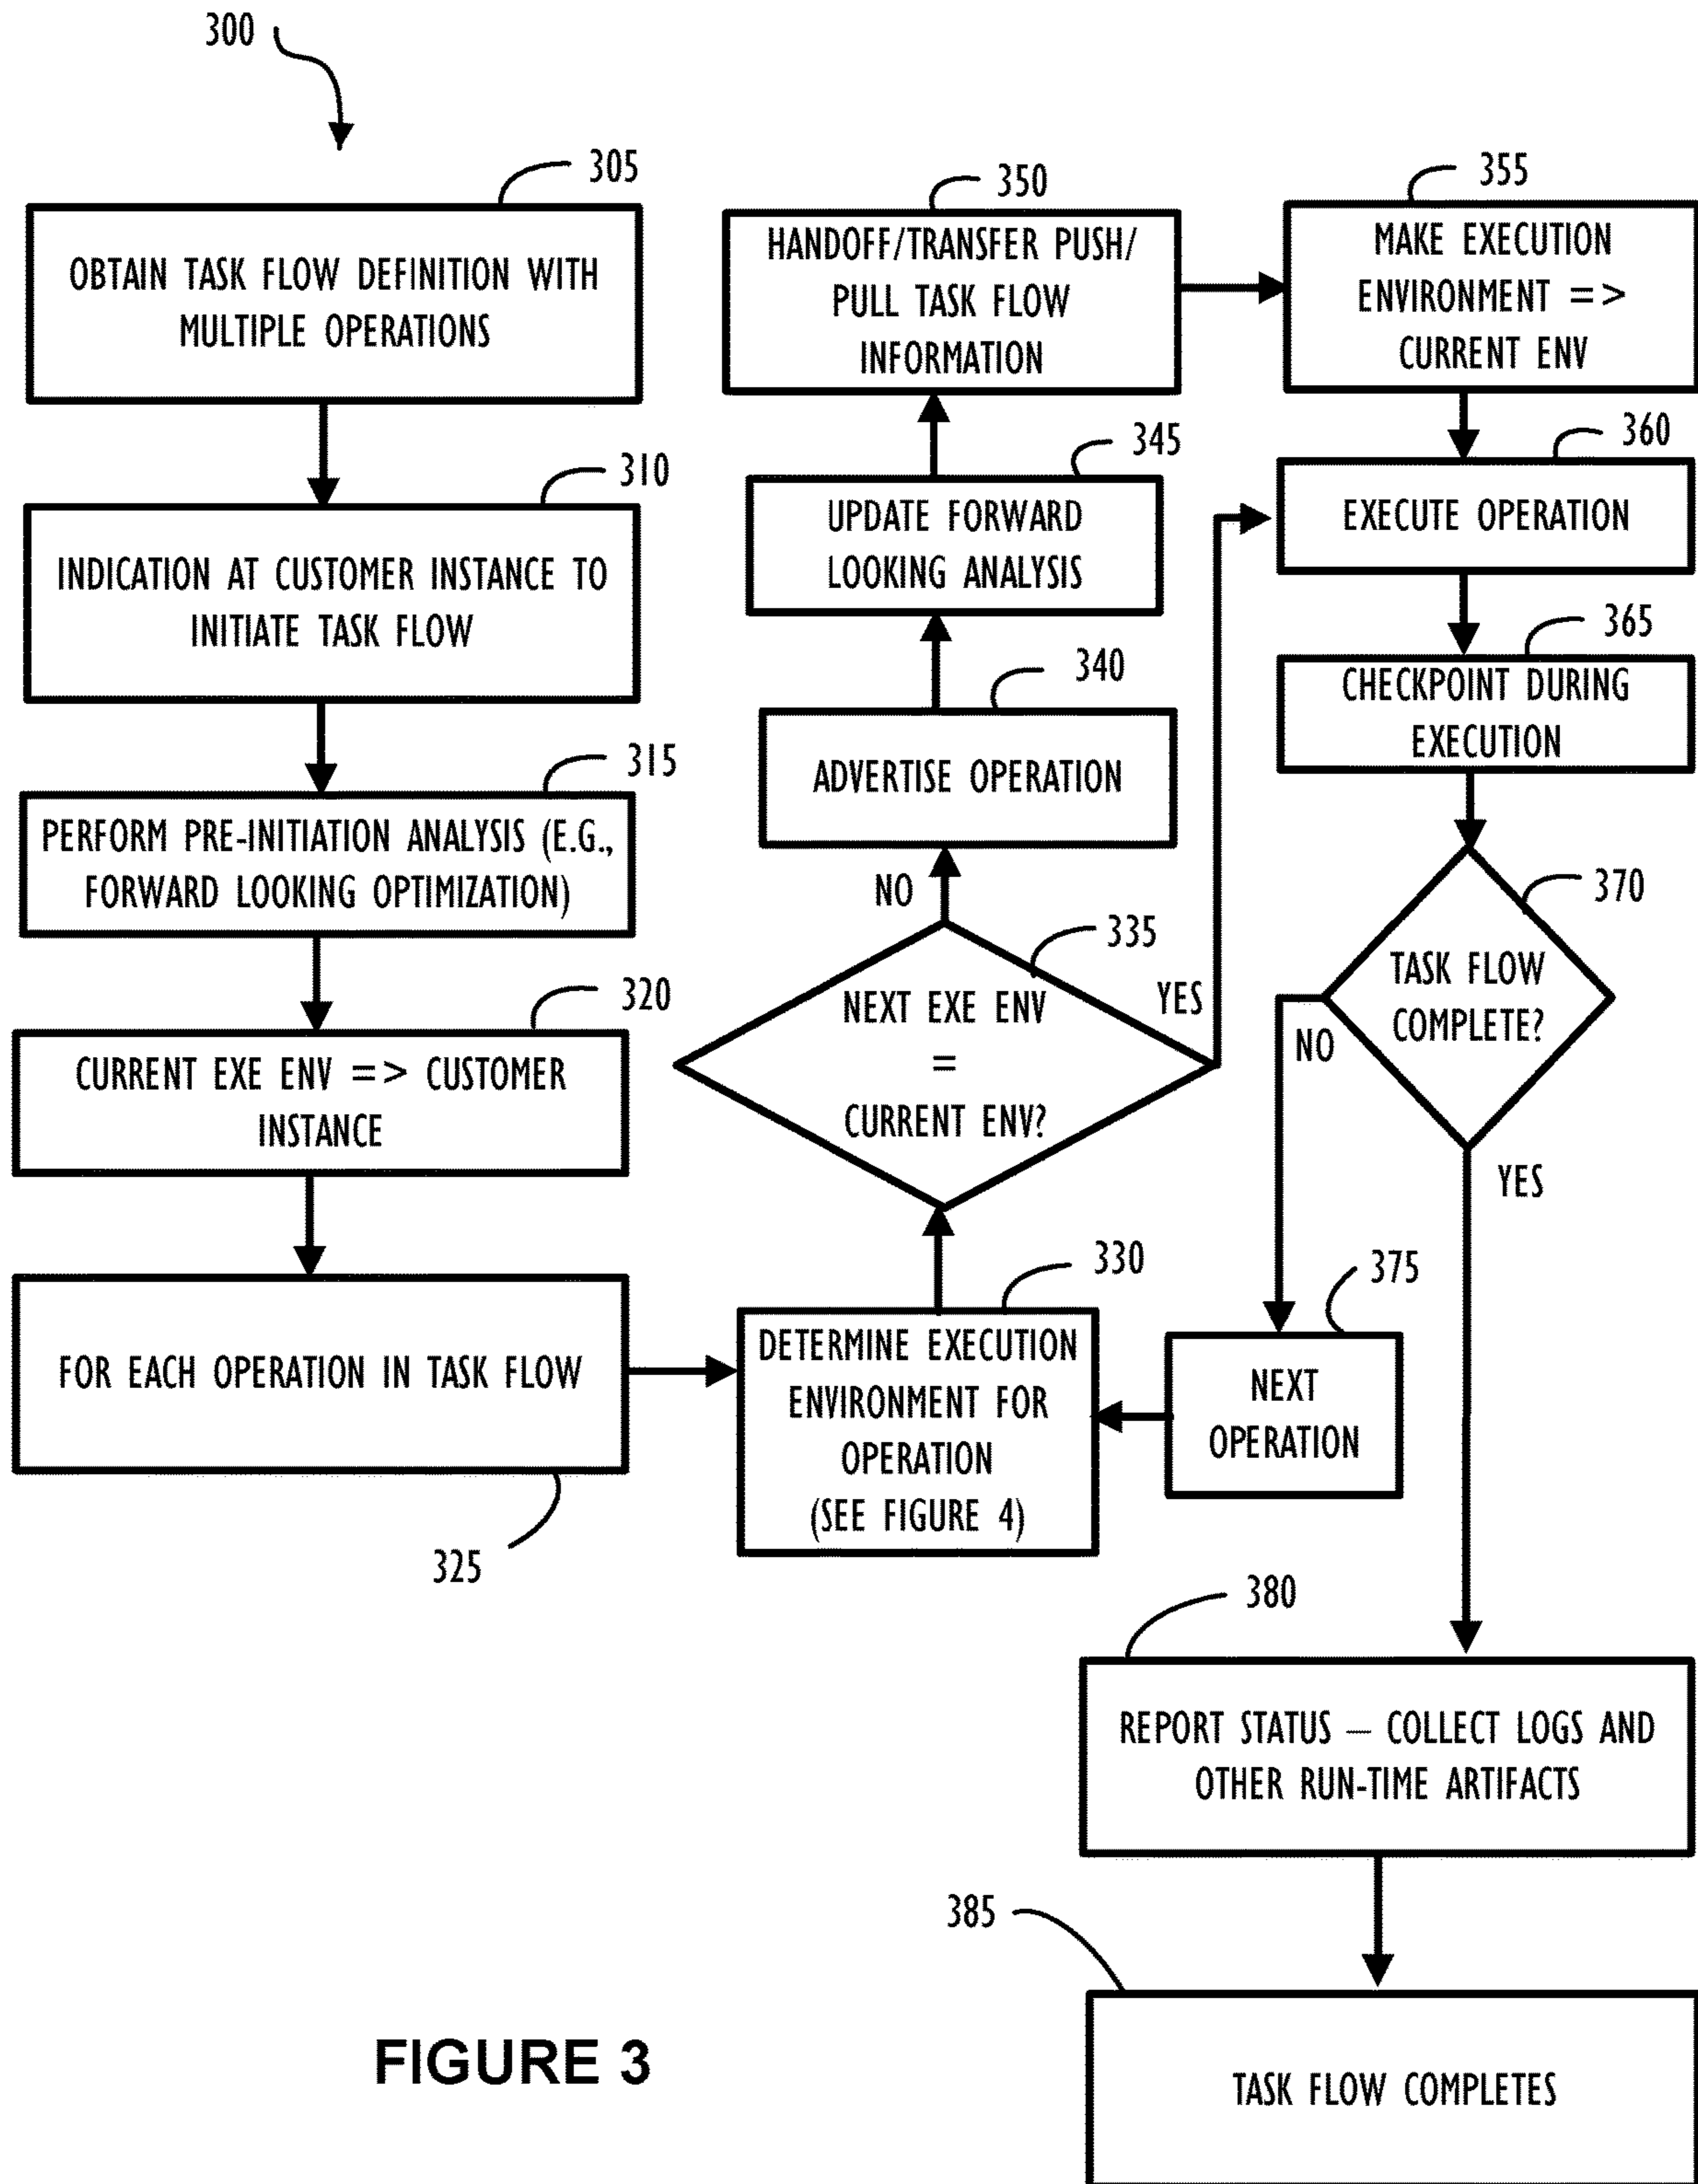 300
305
OBTAIN TASK FLOW DEFINITION WITH
MULTIPLE OPERATIONS
310
INDICATION AT CUSTOMER INSTANCE TO
INITIATE TASK FLOW
315
PERFORM PRE-INITIATION ANALYSIS (E.G.,
FORWARD LOOKING OPTIMIZATION)
320
CURRENT EXE ENV => CUSTOMER
INSTANCE
FOR EACH OPERATION IN TASK FLOW
325
350
HANDOFF/TRANSFER PUSH/
PULL TASK FLOW
INFORMATION
345
UPDATE FORWARD
LOOKING ANALYSIS
340
ADVERTISE OPERATION
NO
335
NEXT EXE ENV
=
CURRENT ENV?
YES
330
DETERMINE EXECUTION
ENVIRONMENT FOR
OPERATION
(SEE FIGURE 4)
355
MAKE EXECUTION
ENVIRONMENT =>
CURRENT ENV
360
EXECUTE OPERATION
365
CHECKPOINT DURING
EXECUTION
370
TASK FLOW
COMPLETE?
NO
YES
375
NEXT
OPERATION
380
REPORT STATUS – COLLECT LOGS AND
OTHER RUN-TIME ARTIFACTS
385
TASK FLOW COMPLETES
FIGURE 3